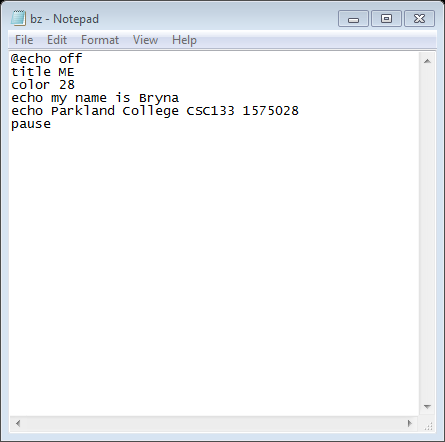 bz - Notepad
File Edit Format View Help
@echo off
title ME
color 28
echo my name is Bryna
echo Parkland College CSC133 1575028
pause